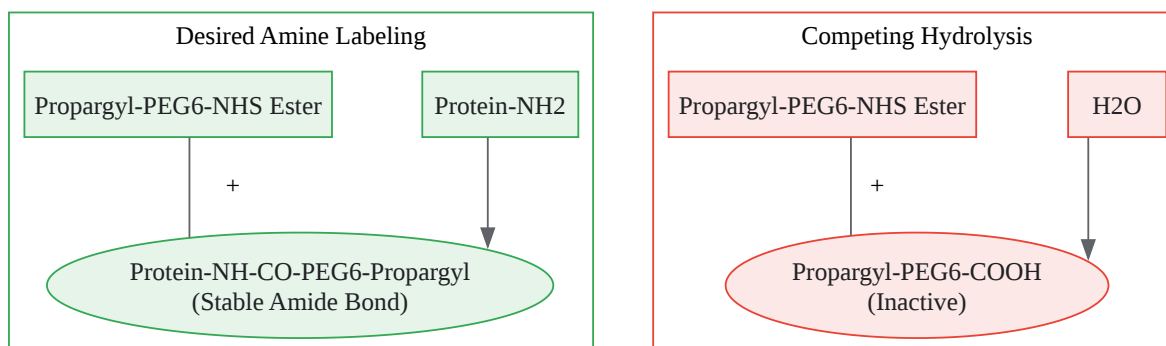 Desired Amine Labeling
Propargyl-PEG6-NHS Ester
Protein-NH2
+
Protein-NH-CO-PEG6-Propargyl
(Stable Amide Bond)
Competing Hydrolysis
Propargyl-PEG6-NHS Ester
H2O
+
Propargyl-PEG6-COOH
(Inactive)